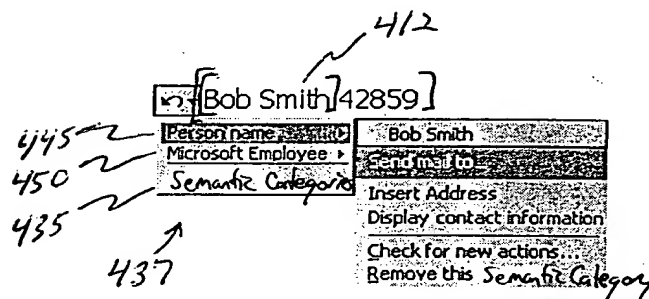 412
[Bob Smith]42859]
445 Person name
450 Microsoft Employee
435 Semantic Categories
437
Bob Smith
Send mail to
Insert Address
Display contact information
Check for new actions...
Remove this Semantic Category